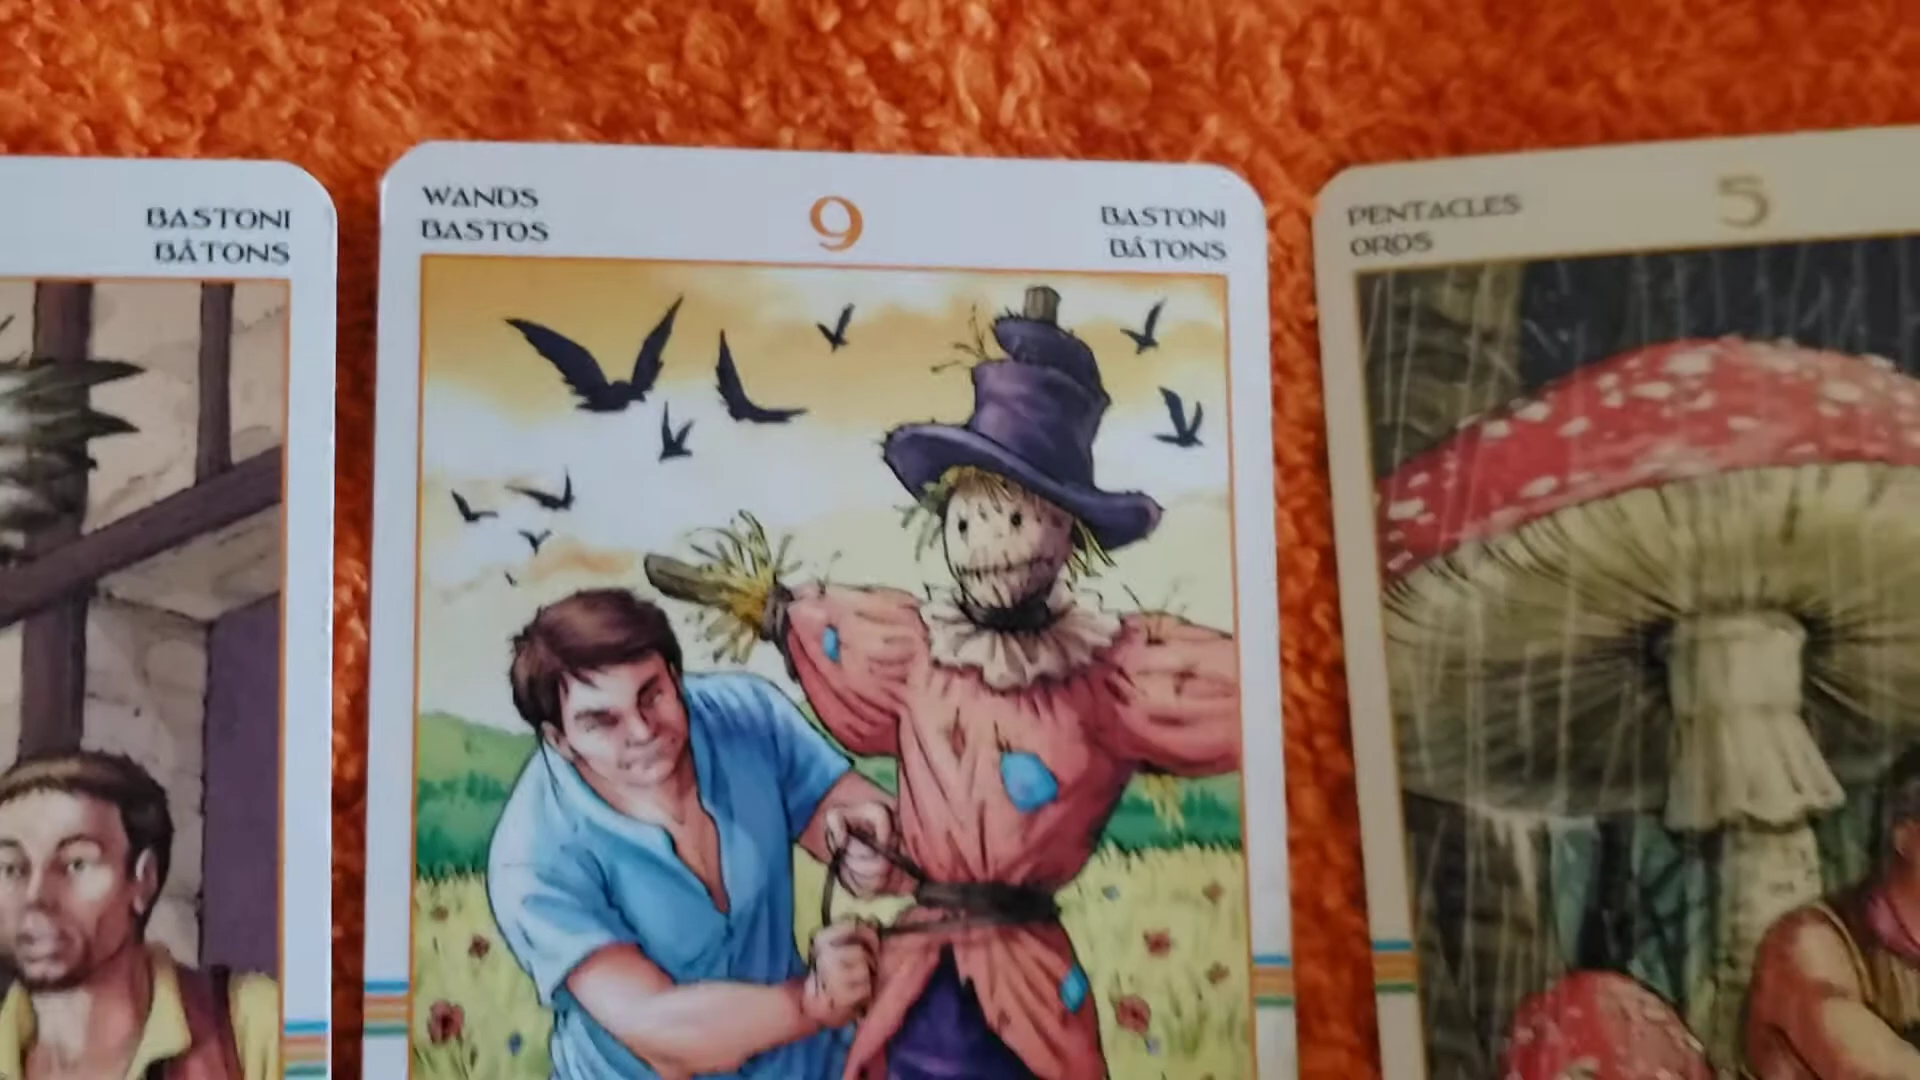 BASTONI
BÂTONS
WANDS
BASTOS
9
BASTONI
BÂTONS
PENTACLES
OROS
5